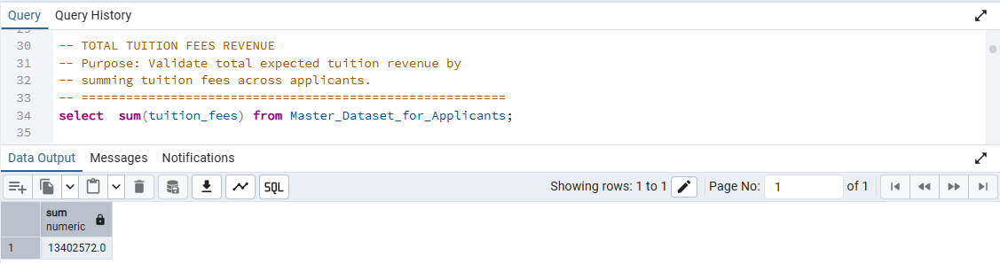 Query Query History
30 -- TOTAL TUITION FEES REVENUE
31 -- Purpose: Validate total expected tuition revenue by
32 -- summing tuition fees across applicants.
33 -- =========================================================
34 select  sum(tuition_fees) from Master_Dataset_for_Applicants;
35
Data Output Messages Notifications
SQL Showing rows: 1 to 1 Page No: 1 of 1
sum
numeric
1 13402572.0